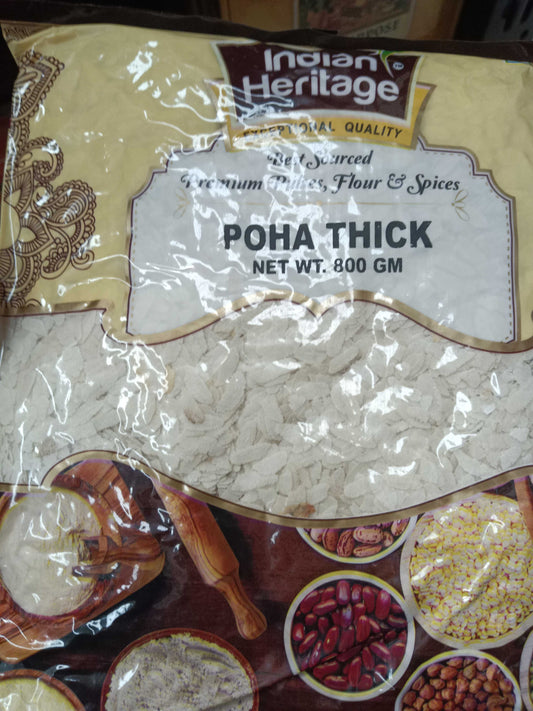 Indian
Heritage
EXCEPTIONAL QUALITY
Best Sourced
Premium Pulses, Flour & Spices
POHA THICK
NET WT. 800 GM